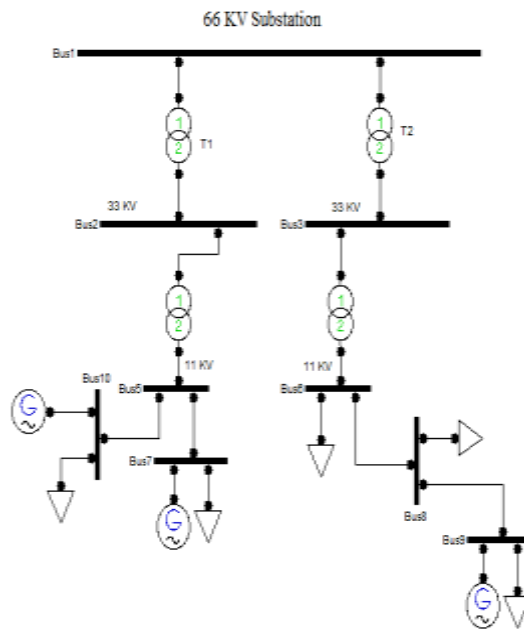 66 KV Substation
Bus1
1
2
T1
1
2
T2
33 KV
Bus2
33 KV
Bus3
1
2
1
2
11 KV
Bus5
11 KV
Bus6
Bus10
G
Bus7
G
Bus8
Bus9
G